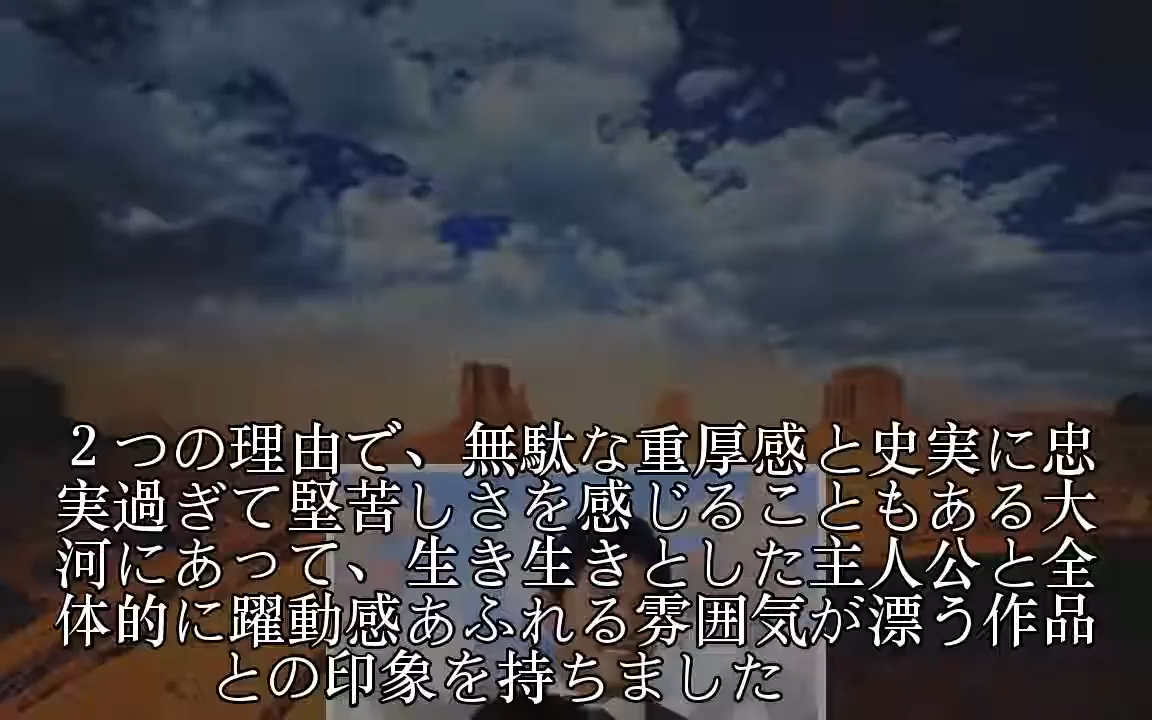 ２つの理由で、無駄な重厚感と史実に忠
実過ぎて堅苦しさを感じることもある大
河にあって、生き生きとした主人公と全
体的に躍動感あふれる雰囲気が漂う作品
との印象を持ちました